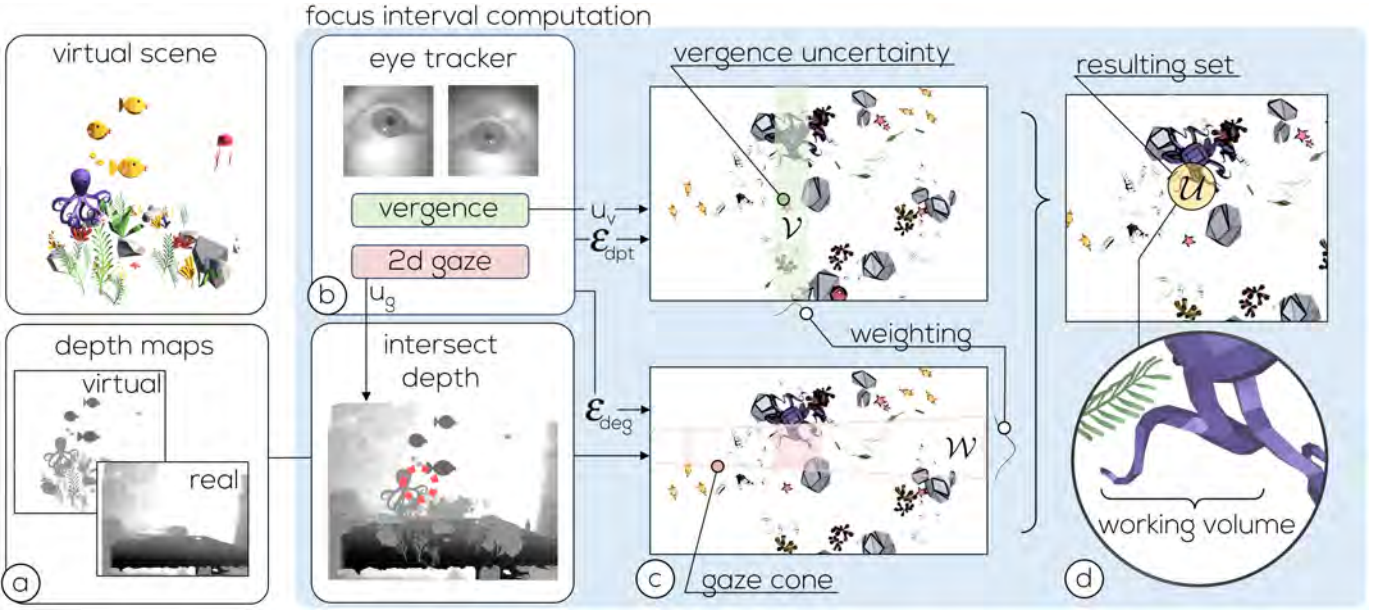 focus interval computation
virtual scene
eye tracker
vergence
2d gaze
b
u_g
u_v
ε_dpt
vergence uncertainty
𝒱
resulting set
𝒰
depth maps
virtual
real
a
intersect
depth
ε_deg
weighting
𝒲
c
gaze cone
working volume
d